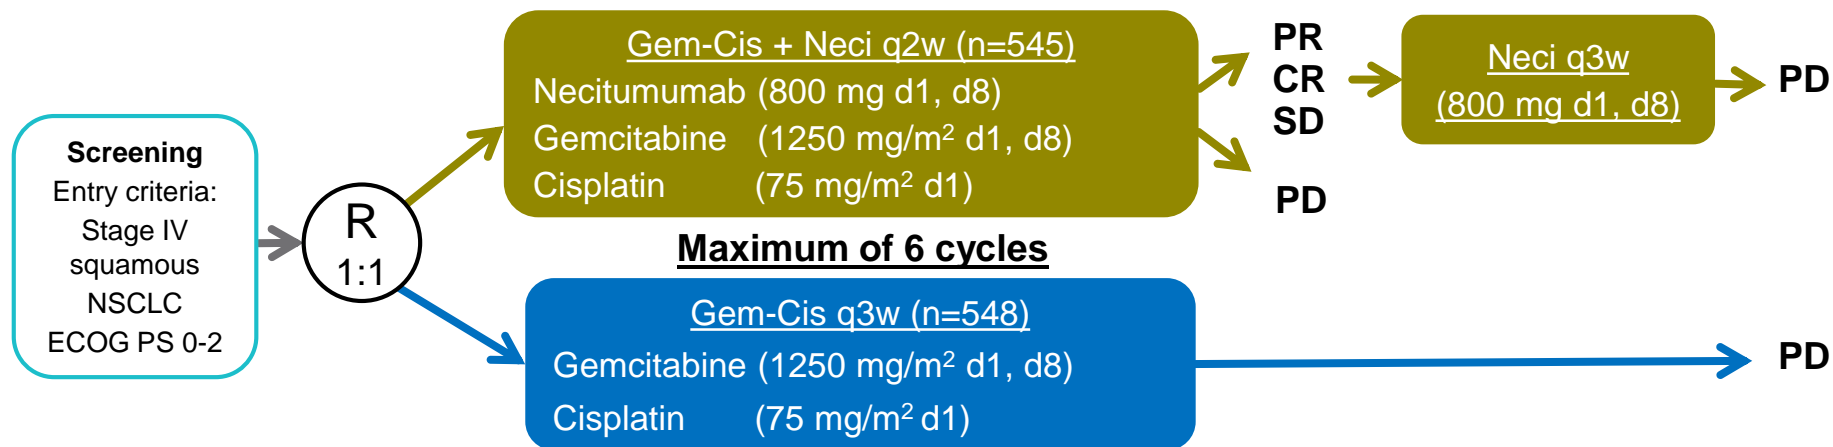 Screening
Entry criteria:
Stage IV
squamous
NSCLC
ECOG PS 0-2
R
1:1
Gem-Cis + Neci q2w (n=545)
Necitumumab (800 mg d1, d8)
Gemcitabine (1250 mg/m² d1, d8)
Cisplatin (75 mg/m² d1)
PR
CR
SD
PD
Neci q3w
(800 mg d1, d8)
PD
Maximum of 6 cycles
Gem-Cis q3w (n=548)
Gemcitabine (1250 mg/m² d1, d8)
Cisplatin (75 mg/m² d1)
PD